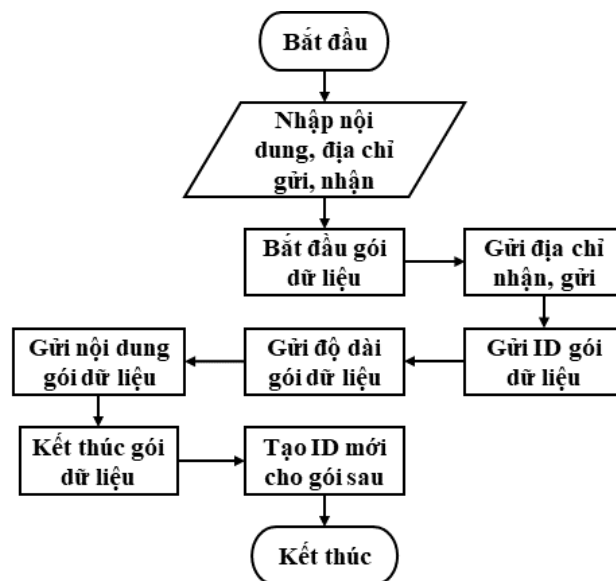 Bắt đầu
Nhập nội
dung, địa chỉ
gửi, nhận
Bắt đầu gói
dữ liệu
Gửi địa chỉ
nhận, gửi
Gửi ID gói
dữ liệu
Gửi độ dài
gói dữ liệu
Gửi nội dung
gói dữ liệu
Kết thúc gói
dữ liệu
Tạo ID mới
cho gói sau
Kết thúc